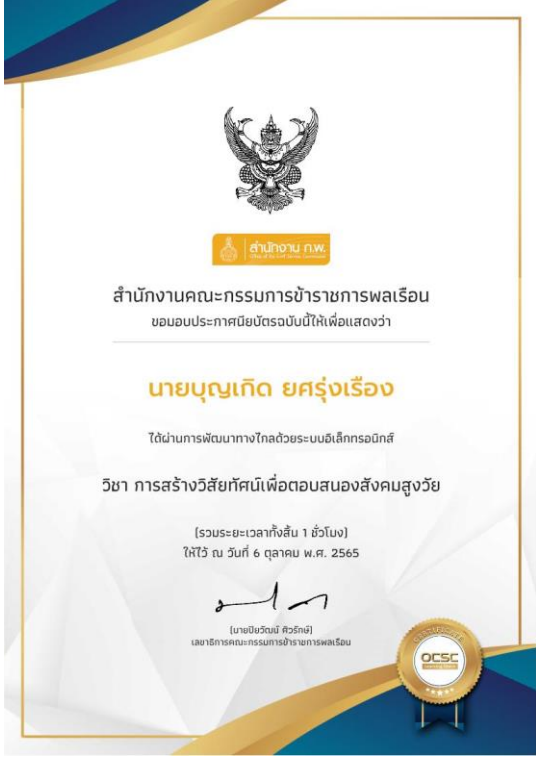 สำนักงาน ก.พ.
Office of the Civil Service Commission
สำนักงานคณะกรรมการข้าราชการพลเรือน
ขอมอบประกาศนียบัตรฉบับนี้ให้เพื่อแสดงว่า
นายบุญเกิด ยศรุ่งเรือง
ได้ผ่านการพัฒนาทางไกลด้วยระบบอิเล็กทรอนิกส์
วิชา การสร้างวิสัยทัศน์เพื่อตอบสนองสังคมสูงวัย
(รวมระยะเวลาทั้งสิ้น 1 ชั่วโมง)
ให้ไว้ ณ วันที่ 6 ตุลาคม พ.ศ. 2565
(นายปิยวัฒน์ ศิวรักษ์)
เลขาธิการคณะกรรมการข้าราชการพลเรือน
CERTIFICATE
OCSC
Learning Space